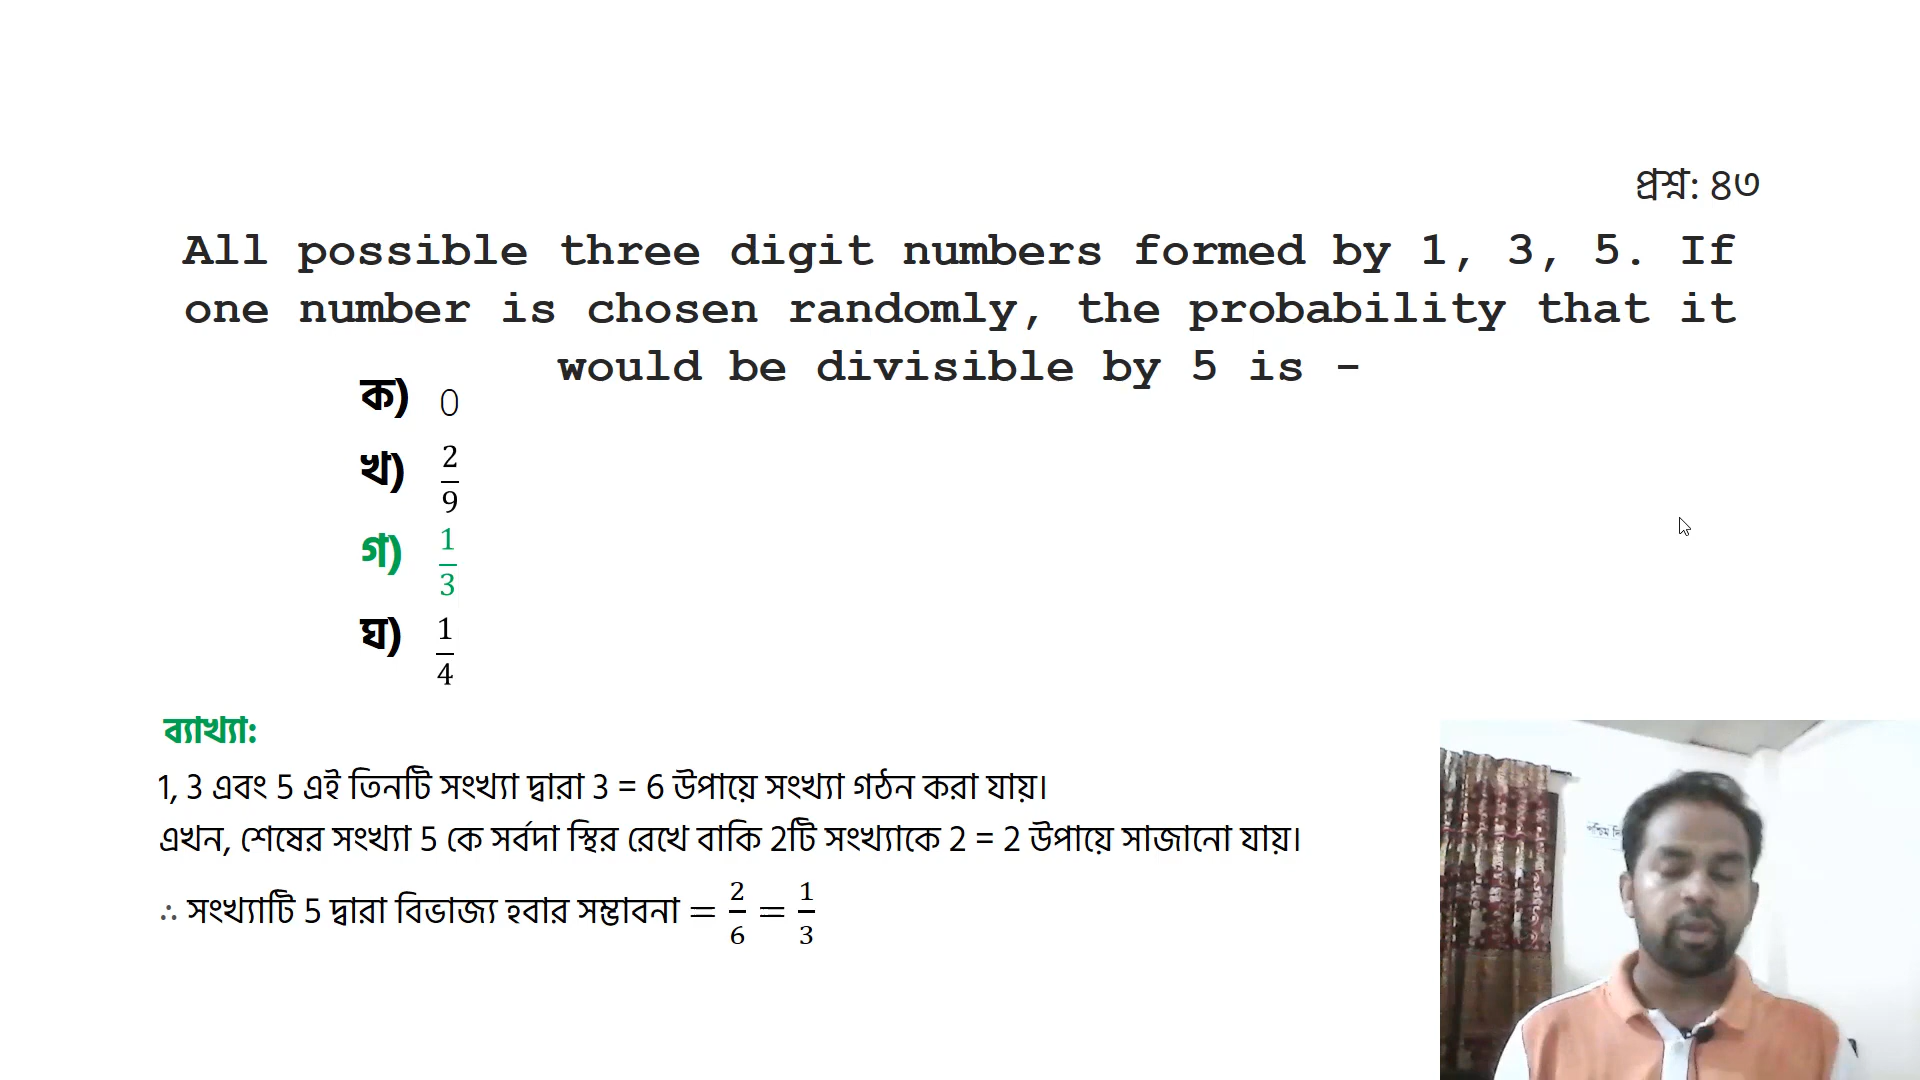 প্রশ্ন: ৪৩
All possible three digit numbers formed by 1, 3, 5. If
one number is chosen randomly, the probability that it
would be divisible by 5 is –
ক) 0
খ) 2/9
গ) 1/3
ঘ) 1/4
ব্যাখ্যা:
1, 3 এবং 5 এই তিনটি সংখ্যা দ্বারা 3 = 6 উপায়ে সংখ্যা গঠন করা যায়।
এখন, শেষের সংখ্যা 5 কে সর্বদা স্থির রেখে বাকি 2টি সংখ্যাকে 2 = 2 উপায়ে সাজানো যায়।
∴ সংখ্যাটি 5 দ্বারা বিভাজ্য হবার সম্ভাবনা = 2/6 = 1/3